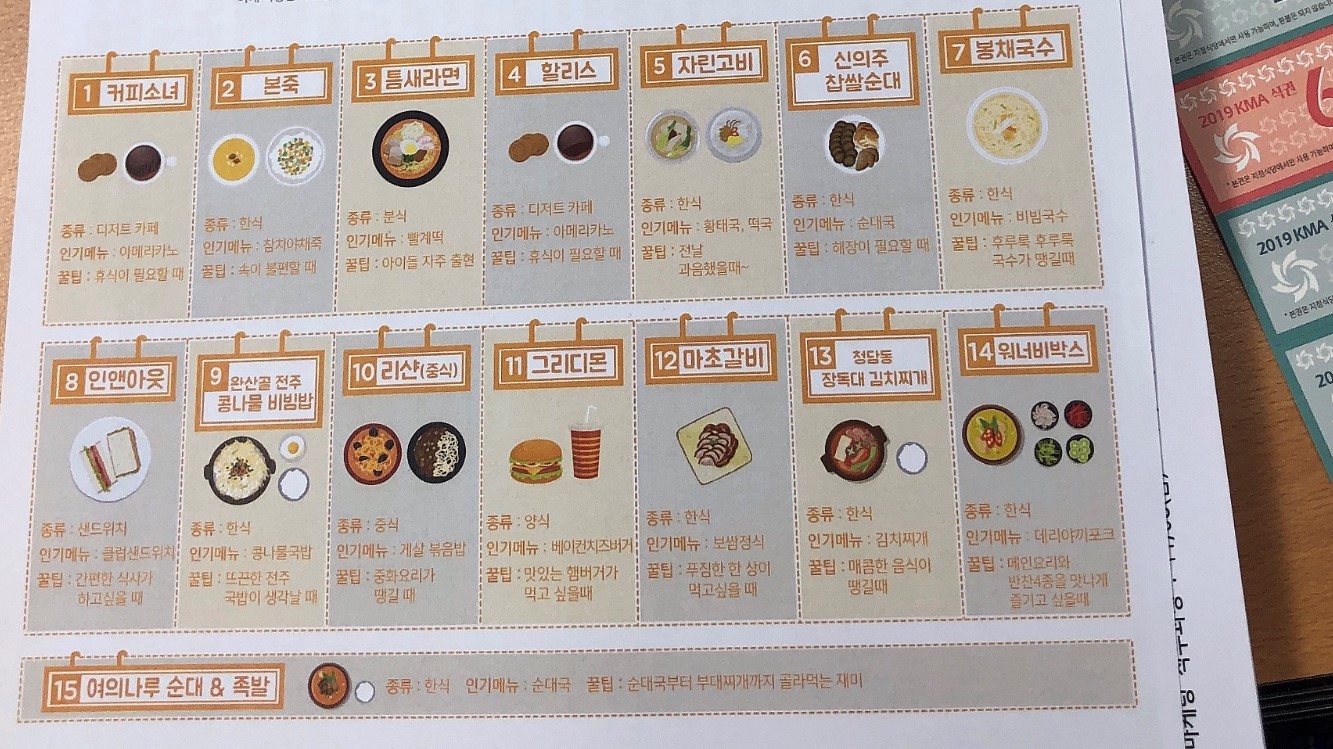 1 커피소녀
종류 : 디저트 카페
인기메뉴 : 아메리카노
꿀팁 : 휴식이 필요할 때
2 본죽
종류 : 한식
인기메뉴 : 참치야채죽
꿀팁 : 속이 불편할 때
3 틈새라면
종류 : 분식
인기메뉴 : 빨계떡
꿀팁 : 아이들 자주 출현
4 할리스
종류 : 디저트 카페
인기메뉴 : 아메리카노
꿀팁 : 휴식이 필요할 때
5 자린고비
종류 : 한식
인기메뉴 : 황태국, 떡국
꿀팁 : 전날
과음했을때~
6 신의주
찹쌀순대
종류 : 한식
인기메뉴 : 순대국
꿀팁 : 해장이 필요할 때
7 봉채국수
종류 : 한식
인기메뉴 : 비빔국수
꿀팁 : 후루룩 후루룩
국수가 땡길때
8 인앤아웃
종류 : 샌드위치
인기메뉴 : 클럽샌드위치
꿀팁 : 간편한 식사가
하고싶을 때
9 완산골 전주
콩나물 비빔밥
종류 : 한식
인기메뉴 : 콩나물국밥
꿀팁 : 뜨끈한 전주
국밥이 생각날 때
10 리샨(중식)
종류 : 중식
인기메뉴 : 게살 볶음밥
꿀팁 : 중화요리가
땡길 때
11 그리디몬
종류 : 양식
인기메뉴 : 베이컨치즈버거
꿀팁 : 맛있는 햄버거가
먹고 싶을때
12 마초갈비
종류 : 한식
인기메뉴 : 보쌈정식
꿀팁 : 푸짐한 한 상이
먹고싶을 때
13 청담동
장독대 김치찌개
종류 : 한식
인기메뉴 : 김치찌개
꿀팁 : 매콤한 음식이
땡길때
14 워너비박스
종류 : 한식
인기메뉴 : 데리야끼포크
꿀팁 : 메인요리와
반찬4종을 맛나게
즐기고 싶을때
15 여의나루 순대 & 족발
종류 : 한식 인기메뉴 : 순대국 꿀팁 : 순대국부터 부대찌개까지 골라먹는 재미
2019 KMA 식권
2019 KMA